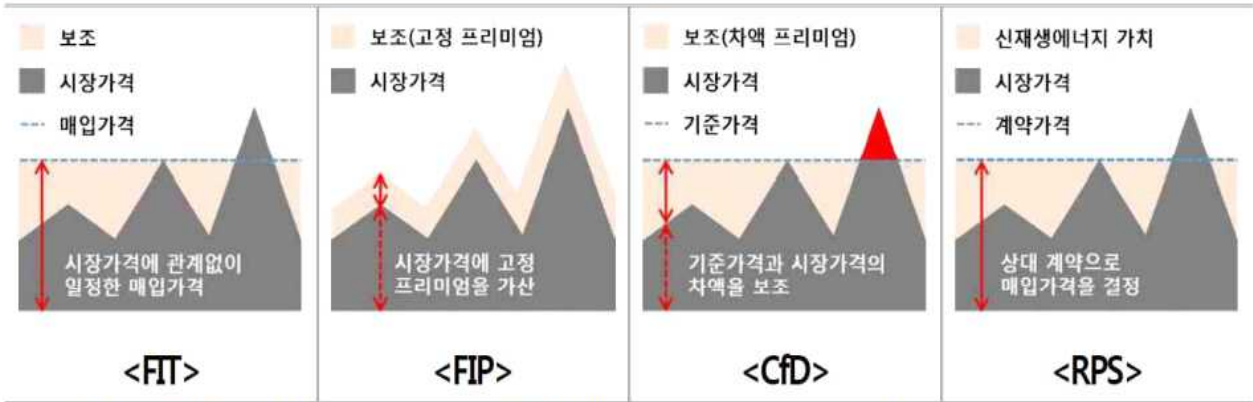 보조
시장가격
매입가격
시장가격에 관계없이
일정한 매입가격
<FIT>
보조(고정 프리미엄)
시장가격
시장가격에 고정
프리미엄을 가산
<FIP>
보조(차액 프리미엄)
시장가격
기준가격
기준가격과 시장가격의
차액을 보조
<CfD>
신재생에너지 가치
시장가격
계약가격
상대 계약으로
매입가격을 결정
<RPS>